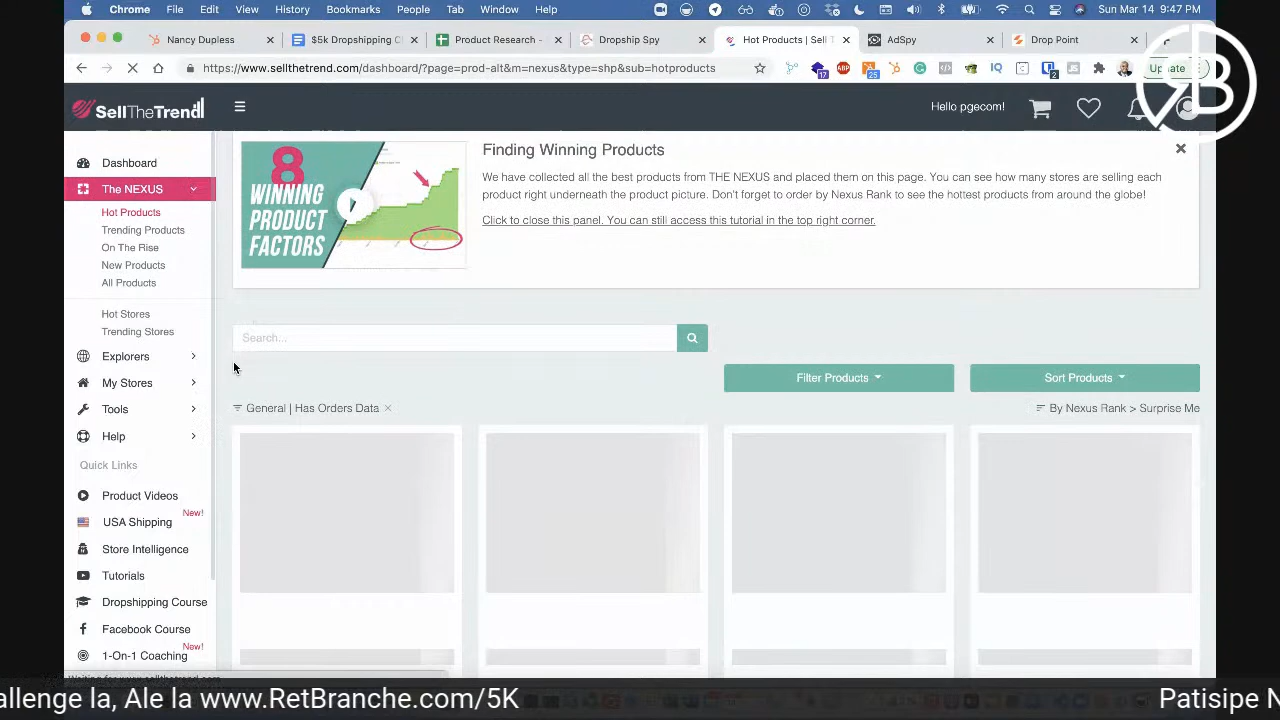 Chrome File Edit View History Bookmarks People Tab Window Help Sun Mar 14 9:47 PM
Nancy Dupless $5k Dropshipping C Product Research - Dropship Spy Hot Products | Sell T AdSpy Drop Point
https://www.sellthetrend.com/dashboard/?page=prod-alt&m=nexus&type=shp&sub=hotproducts 17 ABP 25 IQ 2 Update
SELLTHETREND Hello pgecom!
Dashboard
The NEXUS
Hot Products
Trending Products
On The Rise
New Products
All Products
Hot Stores
Trending Stores
Explorers
My Stores
Tools
Help
Quick Links
Product Videos
New!
USA Shipping
Store Intelligence
Tutorials
Dropshipping Course
Facebook Course
New!
1-On-1 Coaching
8
WINNING
PRODUCT
FACTORS
Finding Winning Products
We have collected all the best products from THE NEXUS and placed them on this page. You can see how many stores are selling each
product right underneath the product picture. Don't forget to order by Nexus Rank to see the hottest products from around the globe!
Click to close this panel. You can still access this tutorial in the top right corner.
Search...
Filter Products Sort Products
General | Has Orders Data × By Nexus Rank > Surprise Me
allenge la, Ale la www.RetBranche.com/5K Patisipe N